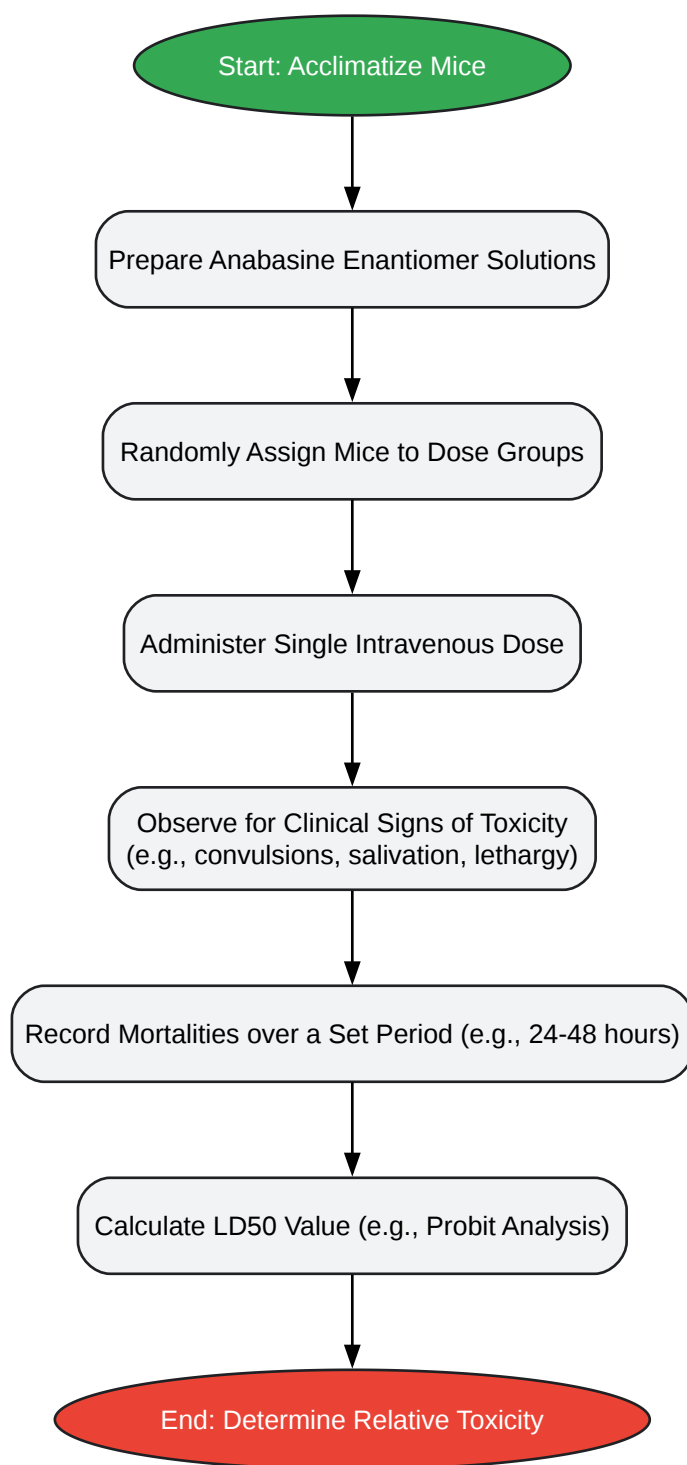 Start: Acclimatize Mice
Prepare Anabasine Enantiomer Solutions
Randomly Assign Mice to Dose Groups
Administer Single Intravenous Dose
Observe for Clinical Signs of Toxicity
(e.g., convulsions, salivation, lethargy)
Record Mortalities over a Set Period (e.g., 24-48 hours)
Calculate LD50 Value (e.g., Probit Analysis)
End: Determine Relative Toxicity